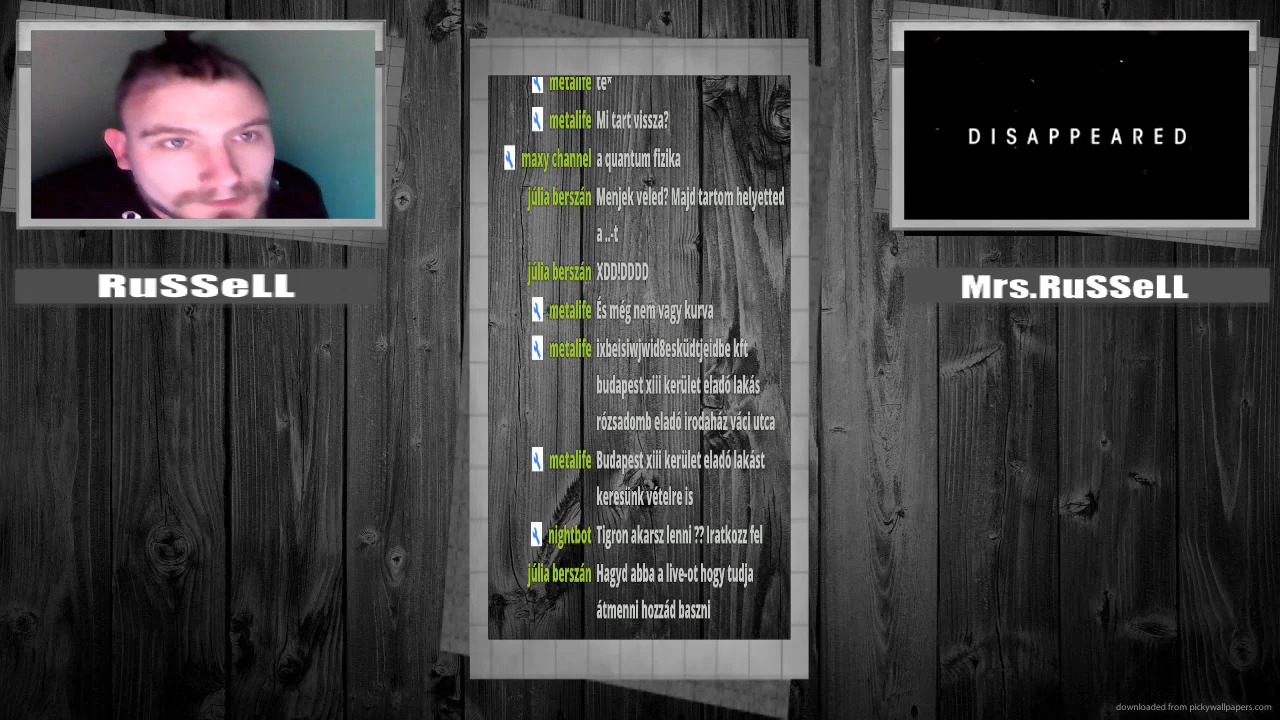 metalife te*
metalife Mi tart vissza?
maxy channel a quantum fizika
júlia berszán Menjek veled? Majd tartom helyetted
a ..-t
júlia berszán XDDIDDDD
metalife És még nem vagy kurva
metalife ixbeisiwjwid8esküdtjeidbe kft
budapest xiii kerület eladó lakás
rózsadomb eladó irodaház váci utca
metalife Budapest xiii kerület eladó lakást
keresünk vételre is
nightbot Tigron akarsz lenni ?? Iratkozz fel
júlia berszán Hagyd abba a live-ot hogy tudja
átmenni hozzád baszni
RuSSeLL
DISAPPEARED
Mrs.RuSSeLL
downloaded from pickywallpapers.com